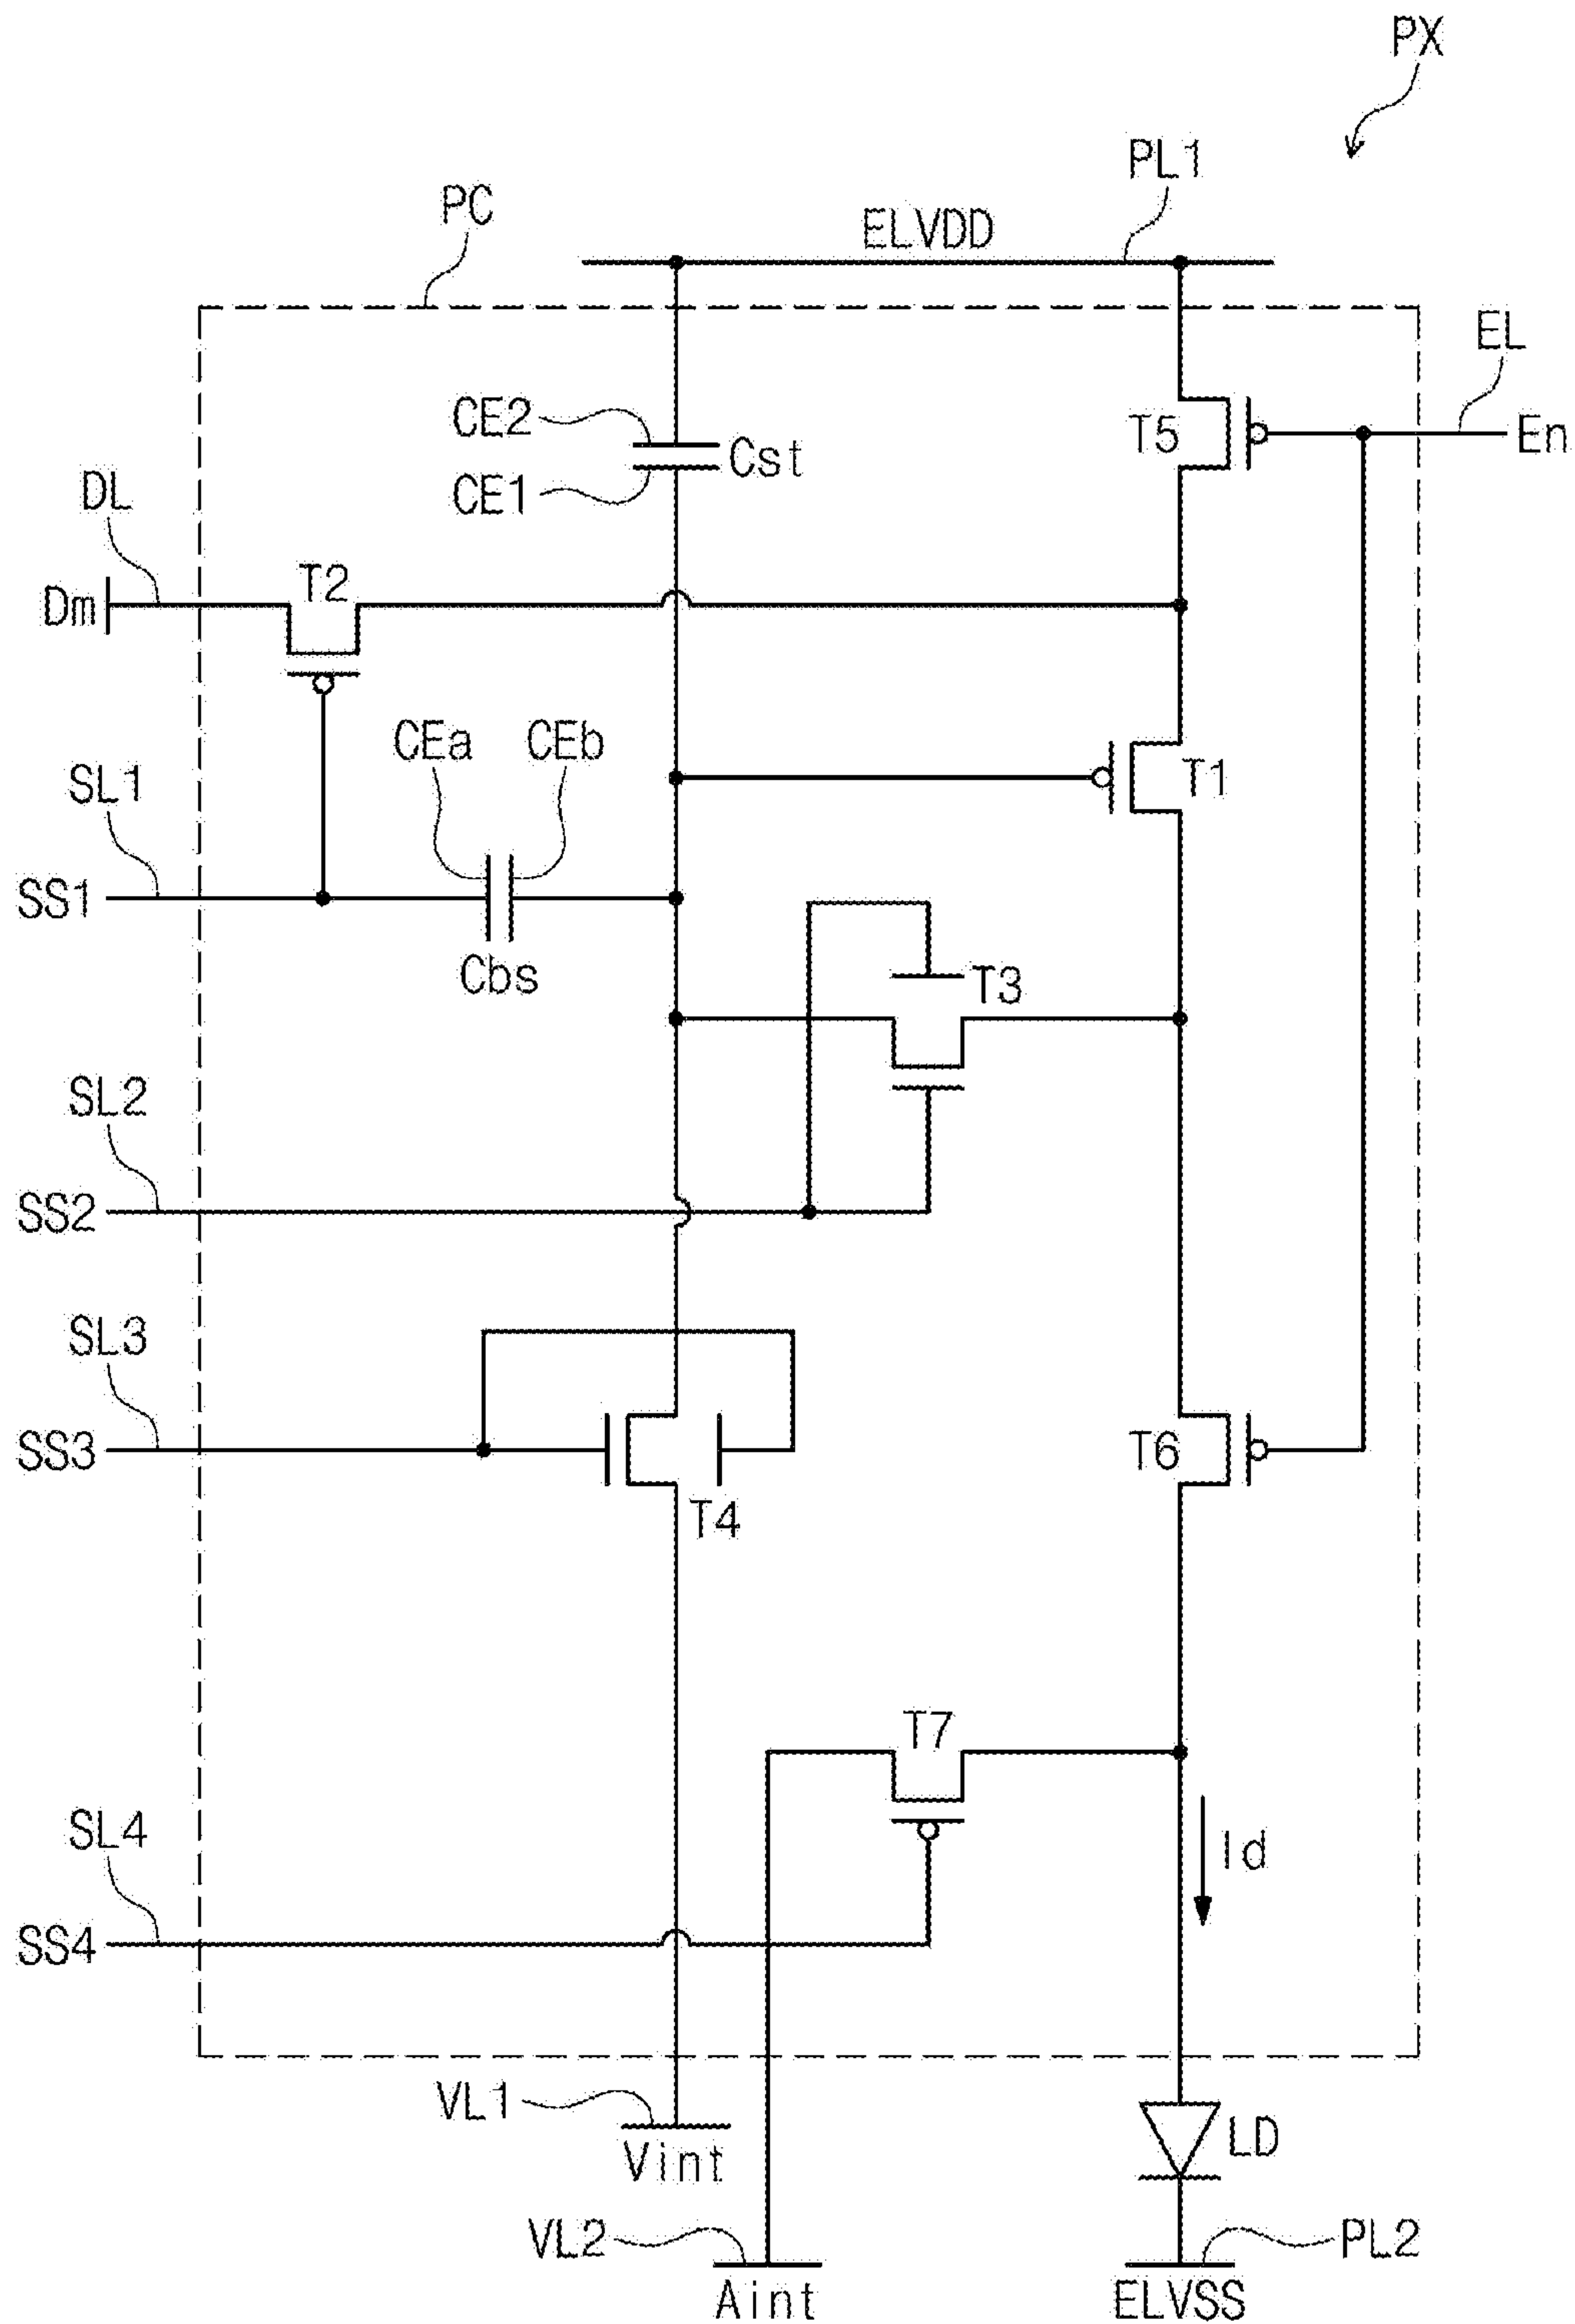 PX
PL1
PC
ELVDD
EL
CE2
T5
En
Cst
CE1
DL
T2
Dm
CEa
CEb
SL1
T1
SS1
Cbs
T3
SL2
SS2
SL3
SS3
T6
T4
T7
SL4
Id
SS4
VL1
LD
Vint
VL2
PL2
Aint
ELVSS